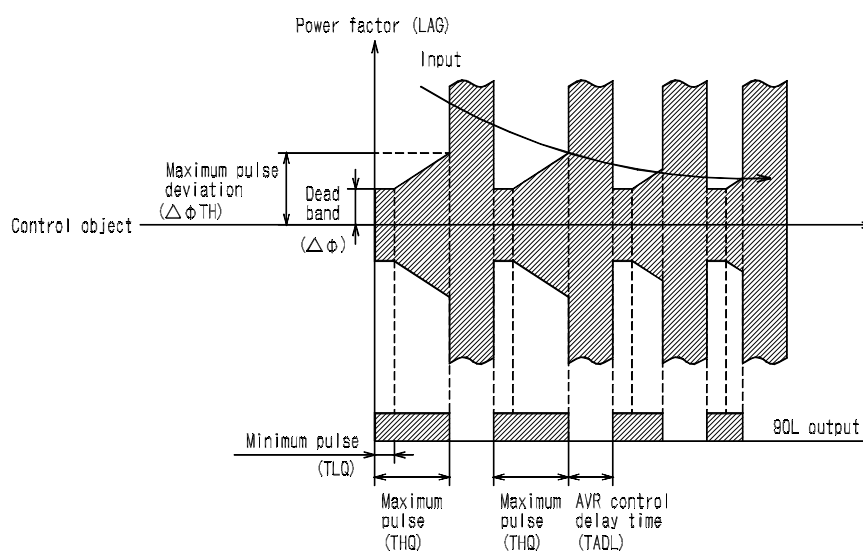 Power factor (LAG)
Input
Maximum pulse
deviation
(△ΦTH)
Dead
band
(△Φ)
Control object
90L output
Minimum pulse
(TLQ)
Maximum
pulse
(THQ)
Maximum
pulse
(THQ)
AVR control
delay time
(TADL)